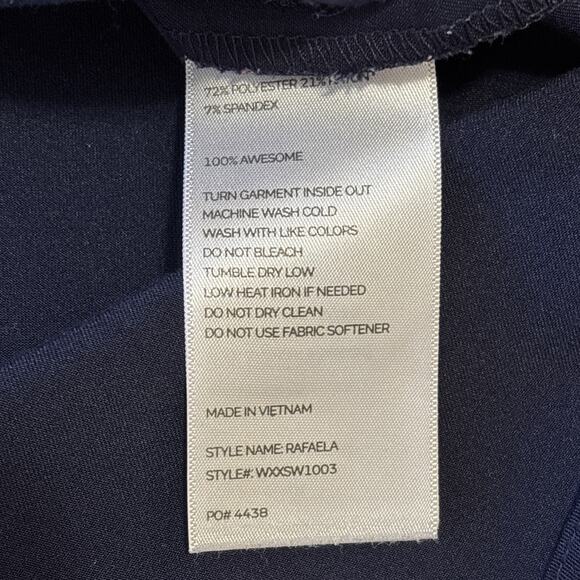 72% POLYESTER 21%
7% SPANDEX
100% AWESOME
TURN GARMENT INSIDE OUT
MACHINE WASH COLD
WASH WITH LIKE COLORS
DO NOT BLEACH
TUMBLE DRY LOW
LOW HEAT IRON IF NEEDED
DO NOT DRY CLEAN
DO NOT USE FABRIC SOFTENER
MADE IN VIETNAM
STYLE NAME: RAFAELA
STYLE#: WXXSW1003
PO# 4438